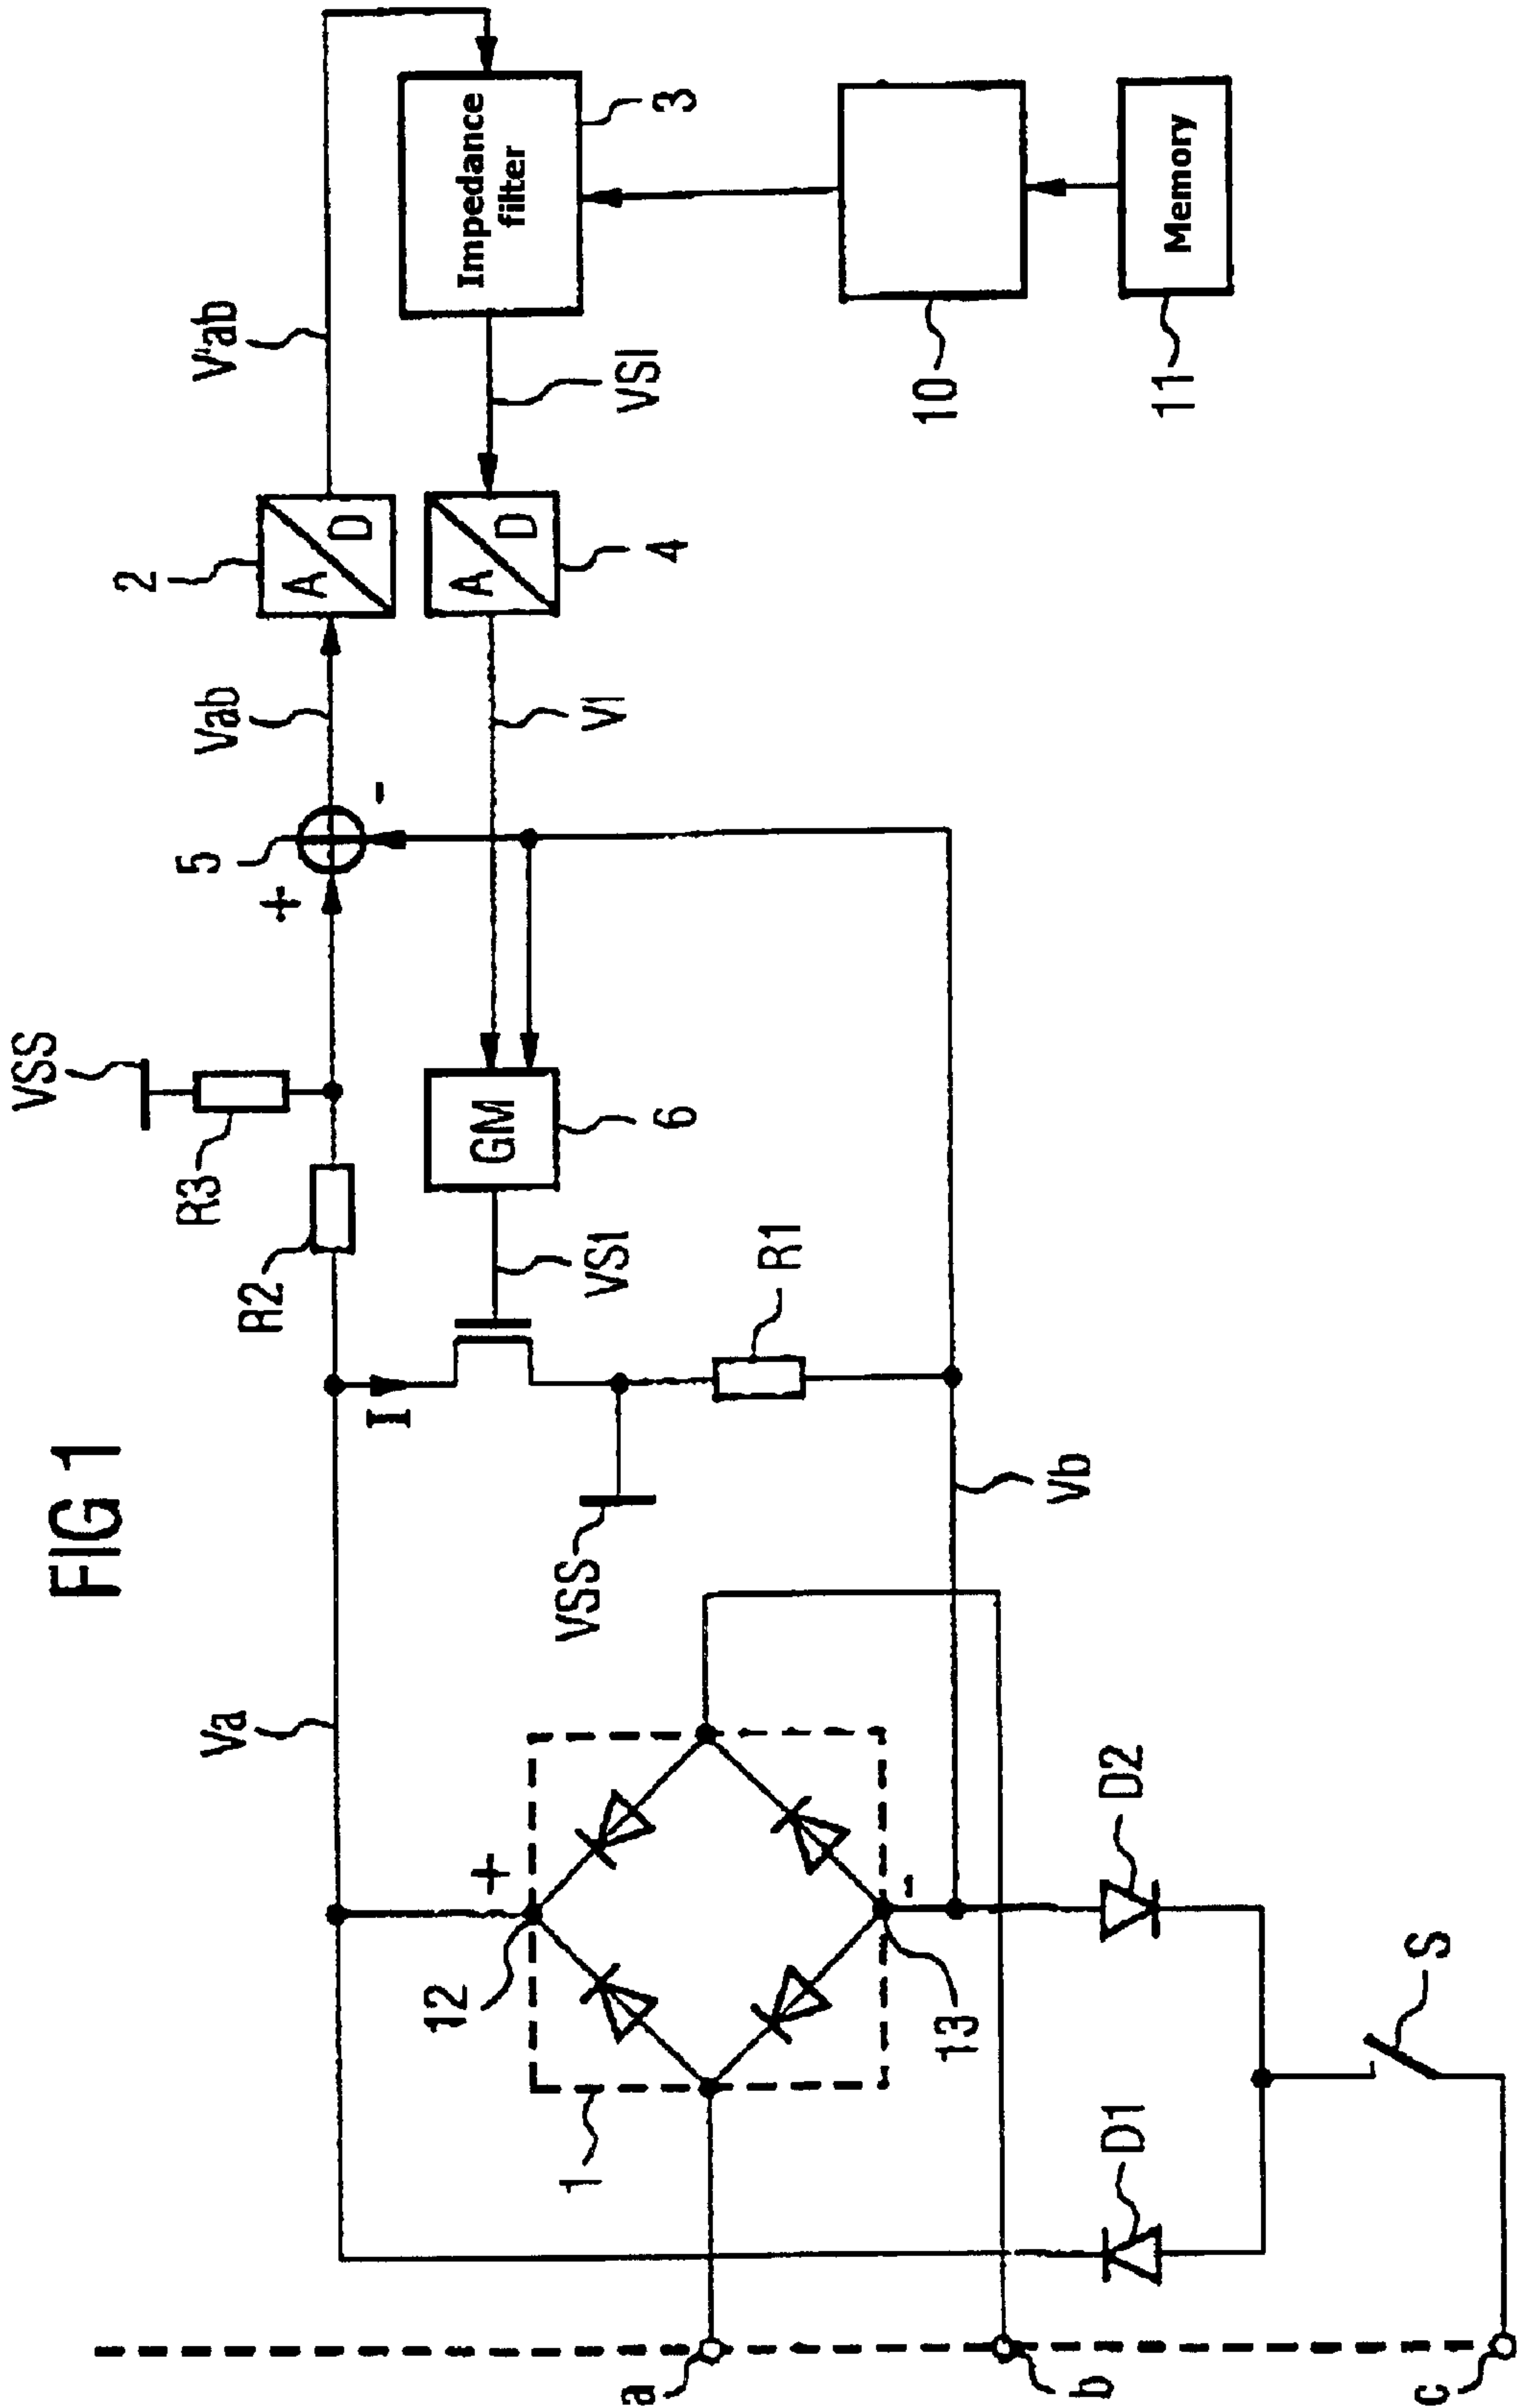 FIG 1
VSS
R3
R2
Va
+
5
-
Vab
2
A
D
V'ab
Impedance
filter
3
VSI
A
D
4
VI
GM
6
VS1
I
R1
VSS
Vb
12
+
1
13
-
D2
D1
S
10
Memory
11
a
b
c